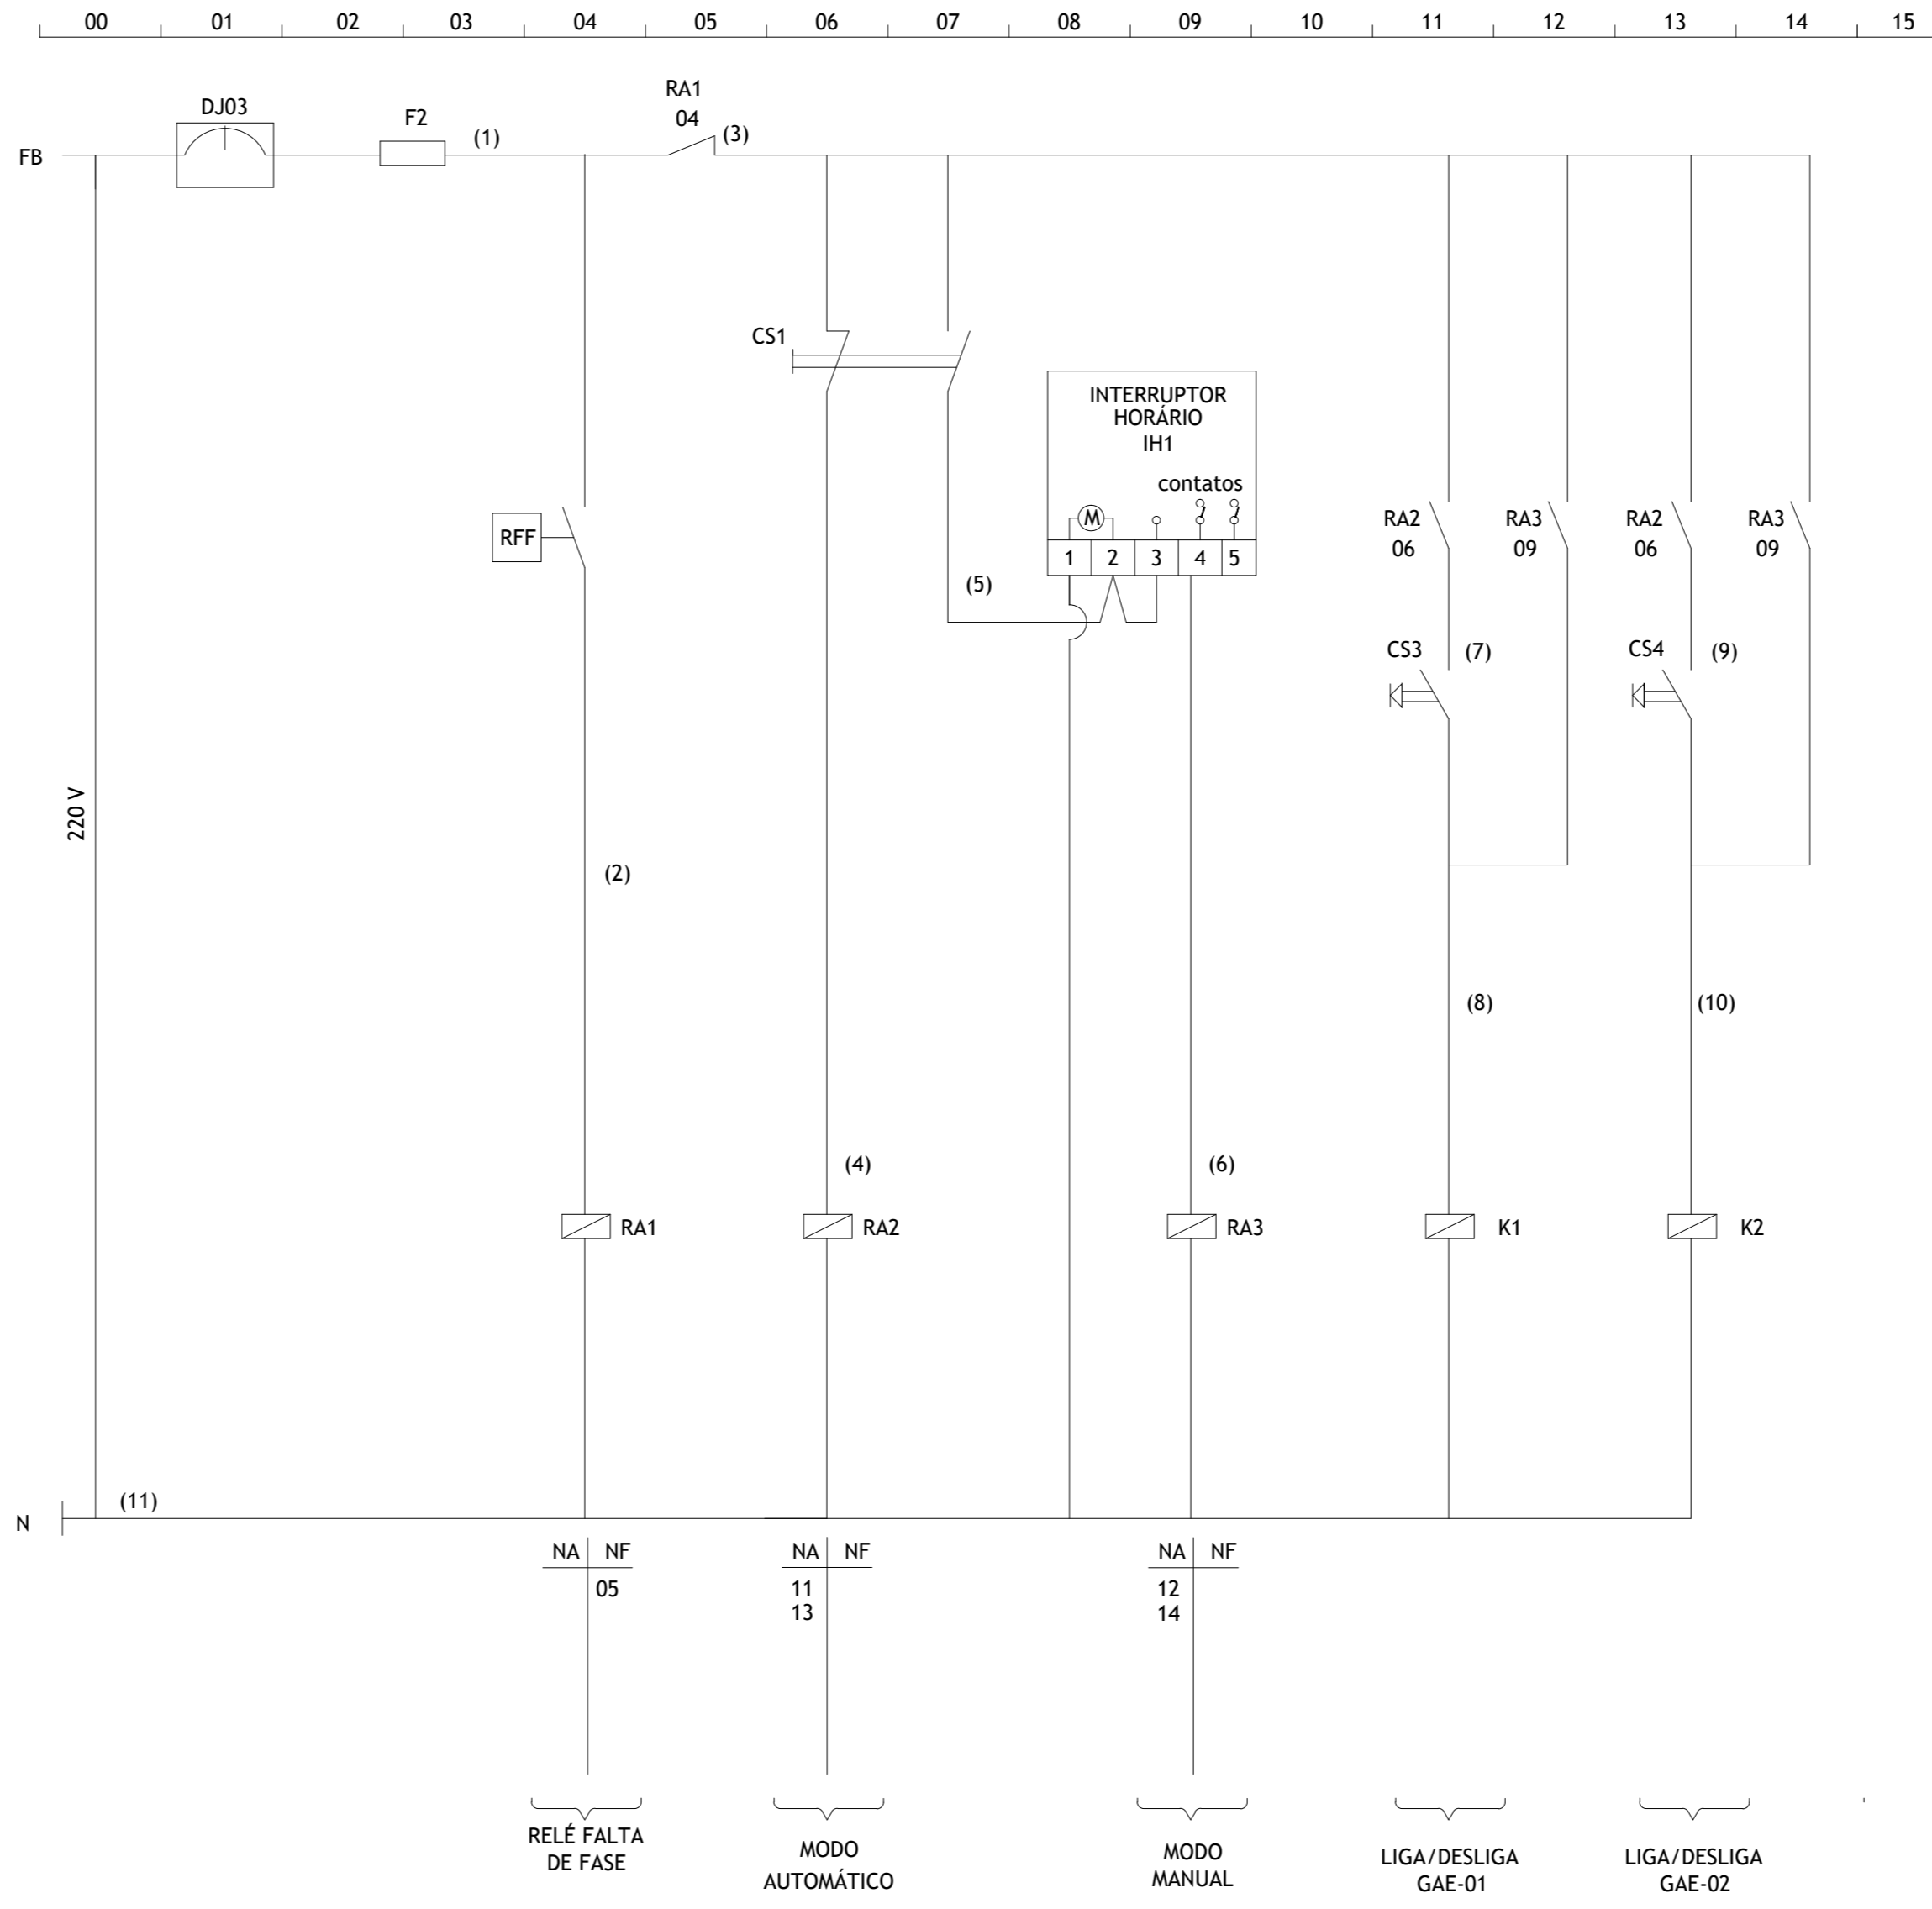 00 01 02 03 04 05 06 07 08 09 10 11 12 13 14 15
RA1
04
DJ03
F2
(1)
(3)
FB
CS1
INTERRUPTOR
HORÁRIO
IH1
contatos
M
1 2 3 4 5
RFF
(5)
RA2
06
RA3
09
RA2
06
RA3
09
CS3
(7)
CS4
(9)
220 V
(2)
(8)
(10)
(4)
(6)
RA1
RA2
RA3
K1
K2
(11)
N
NA NF
05
NA NF
11
13
NA NF
12
14
RELÉ FALTA
DE FASE
MODO
AUTOMÁTICO
MODO
MANUAL
LIGA/DESLIGA
GAE-01
LIGA/DESLIGA
GAE-02